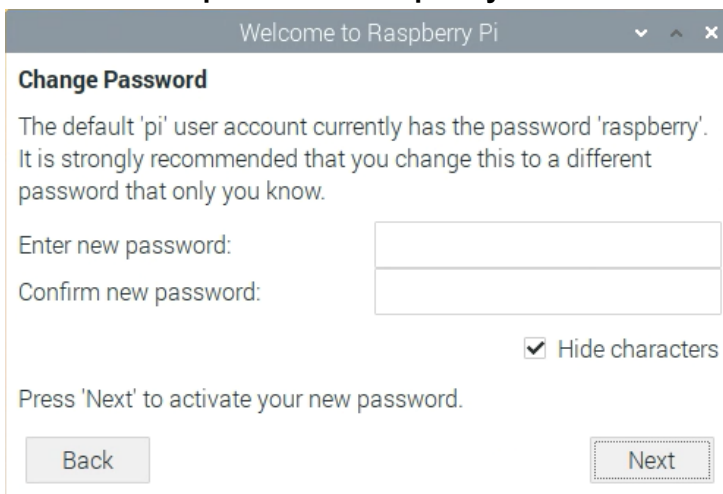 Welcome to Raspberry Pi
Change Password
The default 'pi' user account currently has the password 'raspberry'.
It is strongly recommended that you change this to a different
password that only you know.
Enter new password:
Confirm new password:
Hide characters
Press 'Next' to activate your new password.
Back
Next